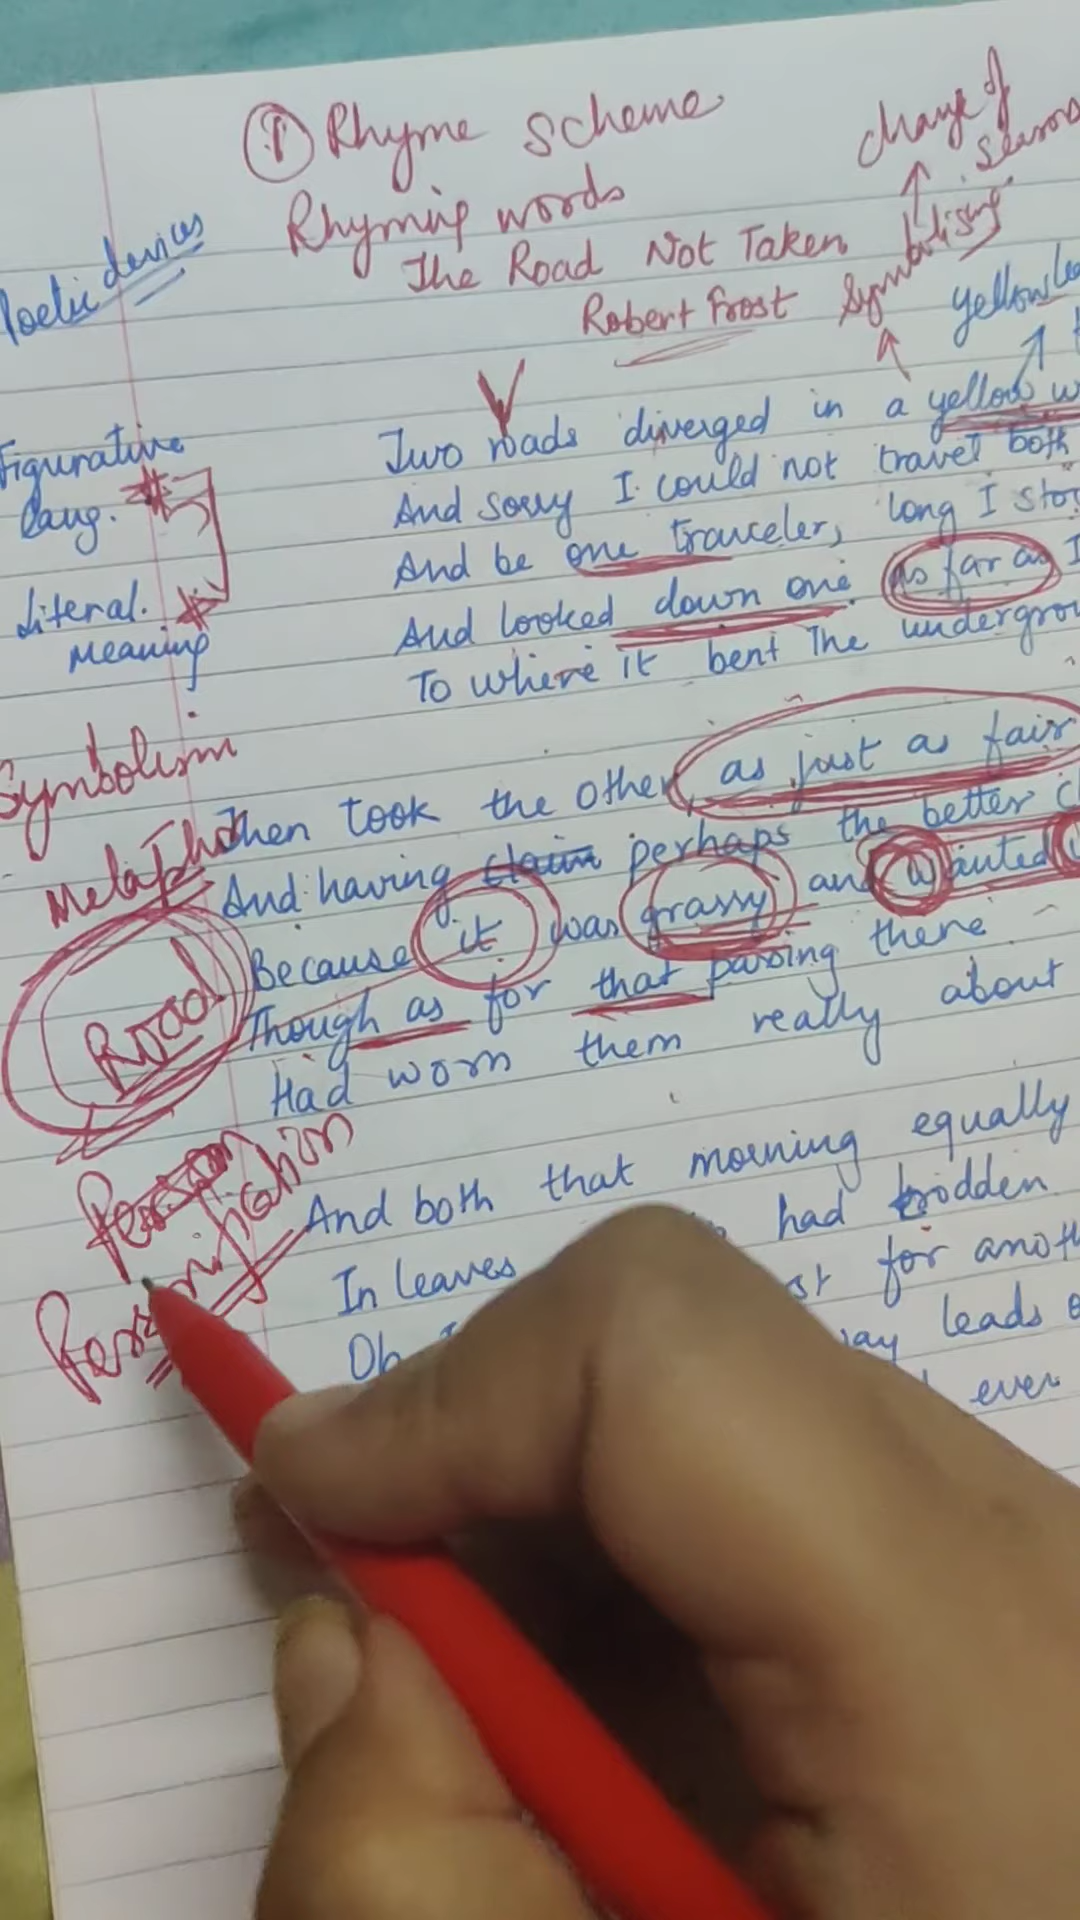 ① Rhyme Scheme
Rhyming words
change of
seasons
Symbolising
Poetic devices
The Road Not Taken
Robert Frost
yellow
Figurative
lang.
Literal.
Meaning
Two roads diverged in a yellow w
And sorry I could not travel both
And be one traveler, long I sto
And looked down one as far as I
To where it bent The undergro
Symbolism
Metaphor
Road
Then took the other, as just as fair
And having claim perhaps the better c
Because it was grassy and wanted
Though as for that passing there
Had worn them really about
Person
Personification
And both that morning equally
In leaves had trodden
Oh st for anoth
way leads
ever